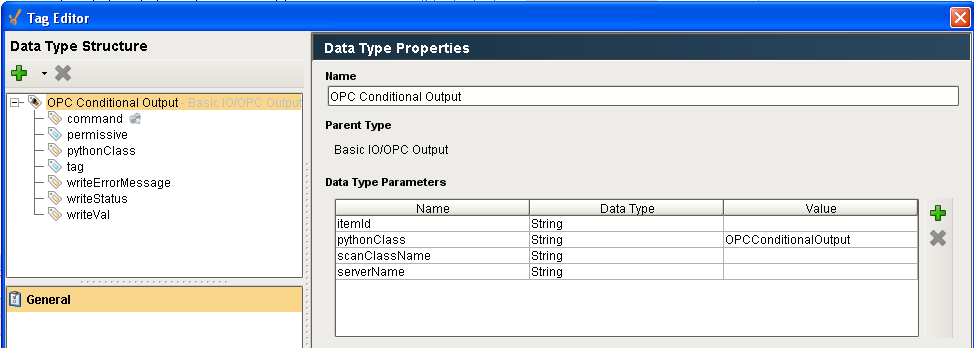 Tag Editor
Data Type Structure
OPC Conditional Output - Basic IO/OPC Output
command
permissive
pythonClass
tag
writeErrorMessage
writeStatus
writeVal
General
Data Type Properties
Name
OPC Conditional Output
Parent Type
Basic IO/OPC Output
Data Type Parameters
Name Data Type Value
itemId String
pythonClass String OPCConditionalOutput
scanClassName String
serverName String